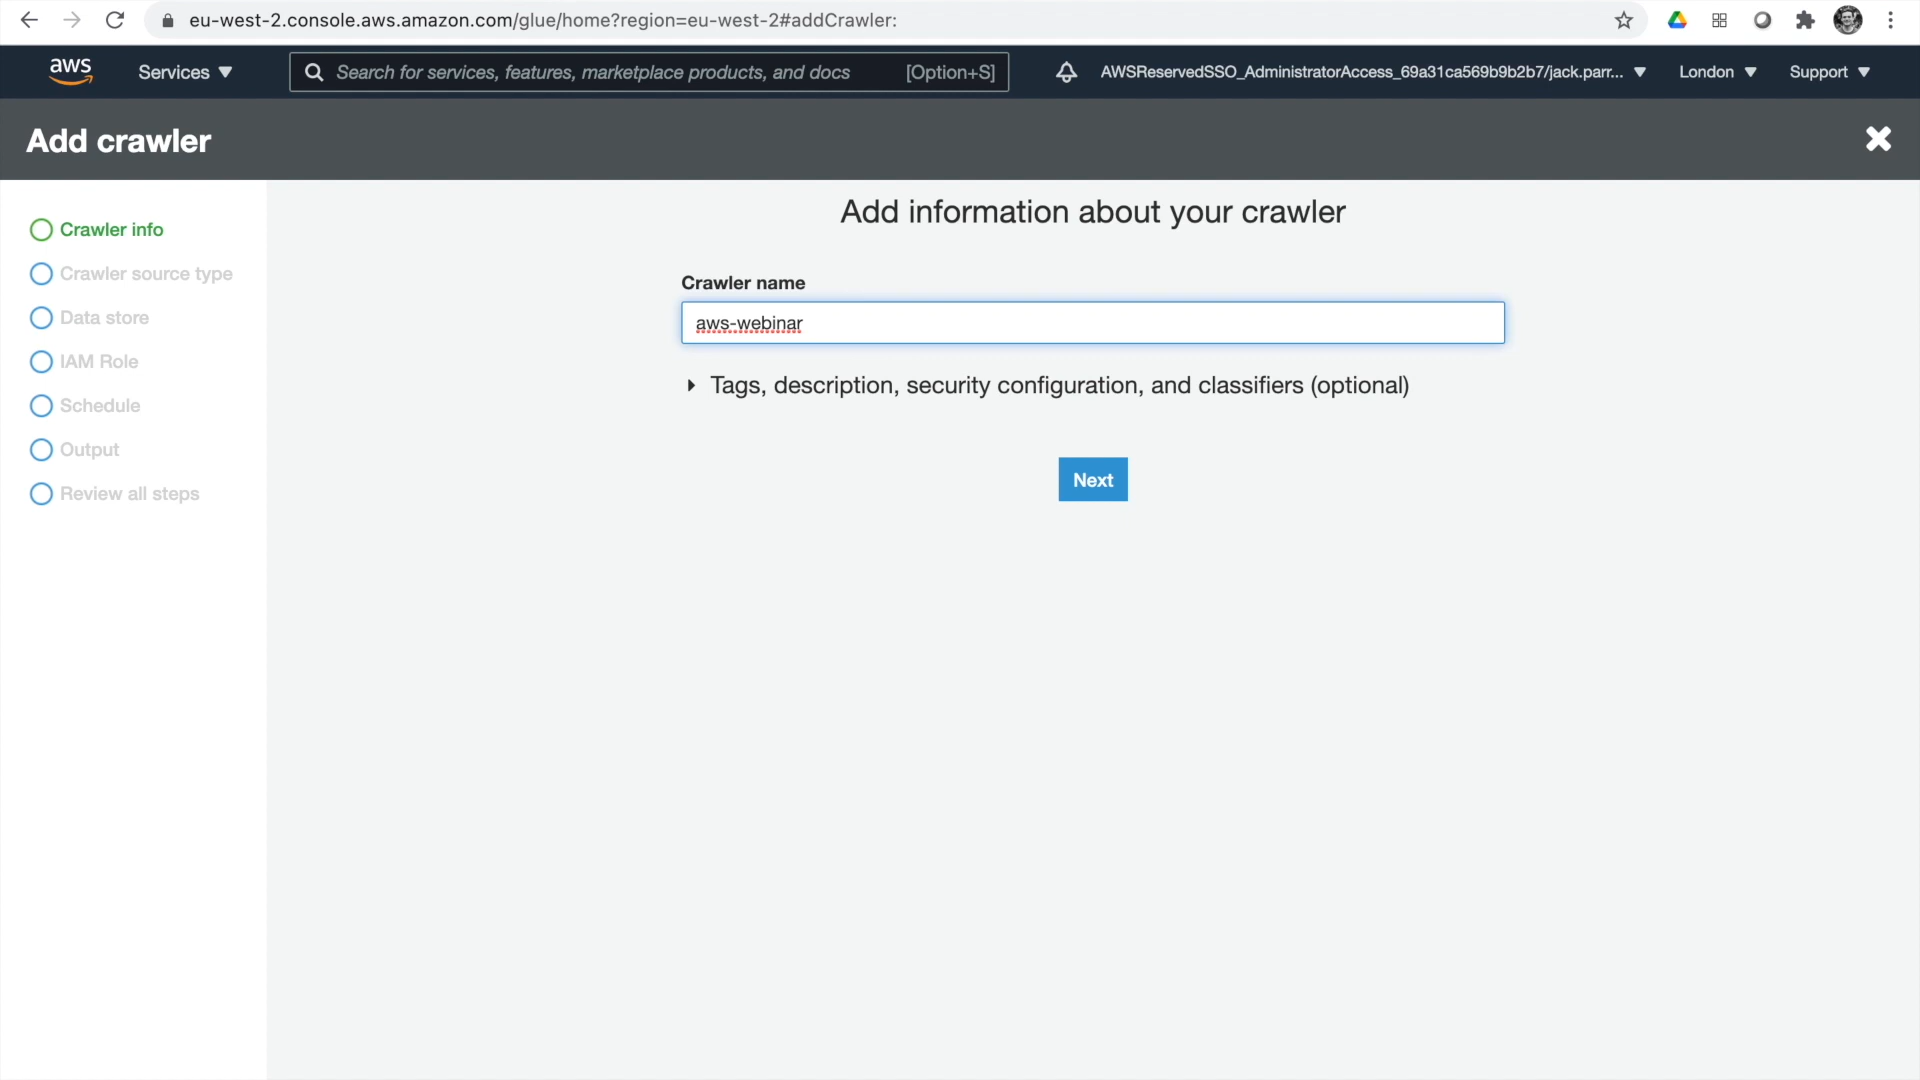 eu-west-2.console.aws.amazon.com/glue/home?region=eu-west-2#addCrawler:
aws Services Search for services, features, marketplace products, and docs [Option+S] AWSReservedSSO_AdministratorAccess_69a31ca569b9b2b7/jack.parr... London Support
Add crawler
Crawler info
Crawler source type
Data store
IAM Role
Schedule
Output
Review all steps
Add information about your crawler
Crawler name
aws-webinar
Tags, description, security configuration, and classifiers (optional)
Next